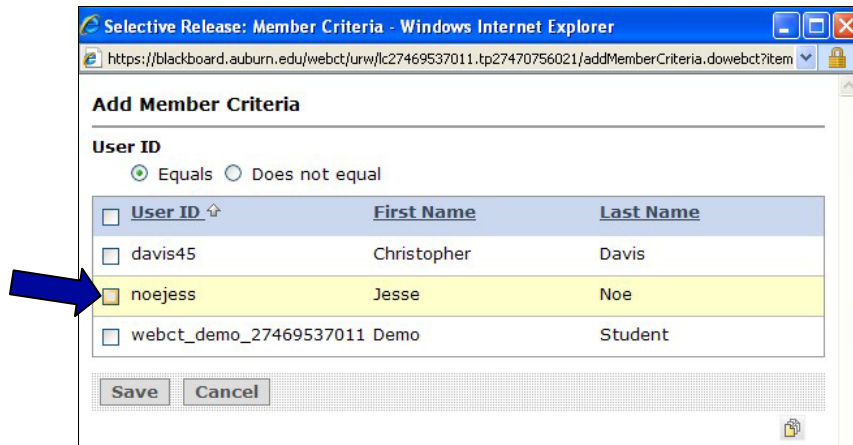 Selective Release: Member Criteria - Windows Internet Explorer
https://blackboard.auburn.edu/webct/urw/lc27469537011.tp27470756021/addMemberCriteria.dowebct?item
Add Member Criteria
User ID
Equals Does not equal
User ID First Name Last Name
davis45 Christopher Davis
noejess Jesse Noe
webct_demo_27469537011 Demo Student
Save Cancel